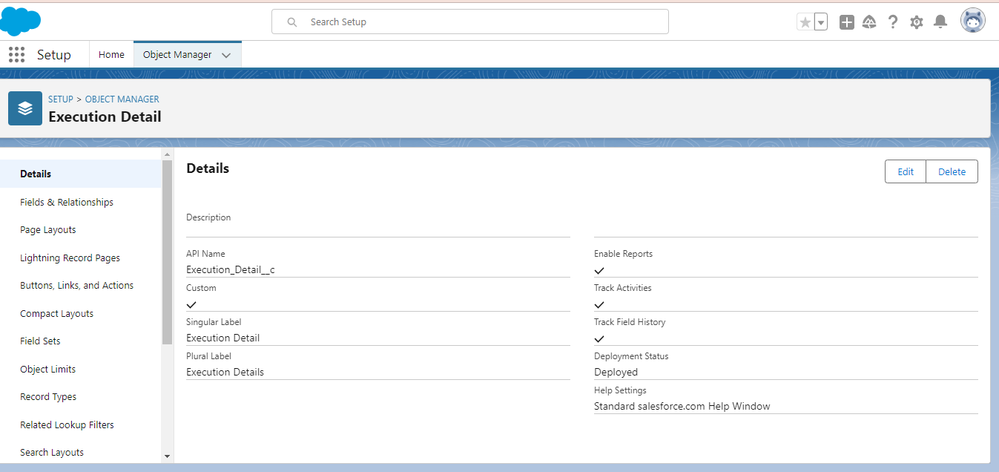 Search Setup
Setup
Home
Object Manager
SETUP > OBJECT MANAGER
Execution Detail
Details
Fields & Relationships
Page Layouts
Lightning Record Pages
Buttons, Links, and Actions
Compact Layouts
Field Sets
Object Limits
Record Types
Related Lookup Filters
Search Layouts
Details
Edit
Delete
Description
API Name
Execution_Detail__c
Custom
Singular Label
Execution Detail
Plural Label
Execution Details
Enable Reports
Track Activities
Track Field History
Deployment Status
Deployed
Help Settings
Standard salesforce.com Help Window